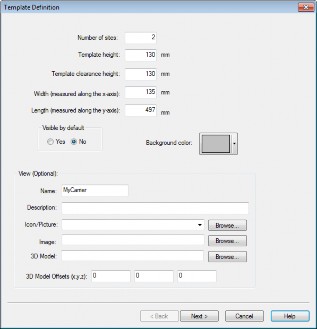 Template Definition
Number of sites: 2
Template height: 130 mm
Template clearance height: 130 mm
Width (measured along the x-axis): 135 mm
Length (measured along the y-axis): 497 mm
Visible by default
Yes No
Background color:
View (Optional):
Name: MyCarrier
Description:
Icon/Picture: Browse...
Image: Browse...
3D Model: Browse...
3D Model Offsets (x,y,z): 0 0 0
< Back Next > Cancel Help